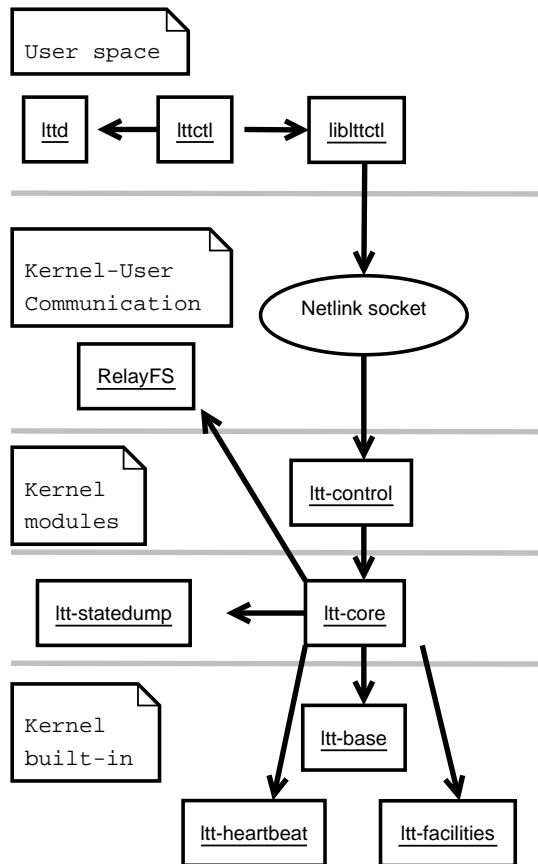 User space
lttd
lttctl
liblttctl
Kernel-User
Communication
Netlink socket
RelayFS
Kernel
modules
ltt-control
ltt-statedump
ltt-core
Kernel
built-in
ltt-base
ltt-heartbeat
ltt-facilities